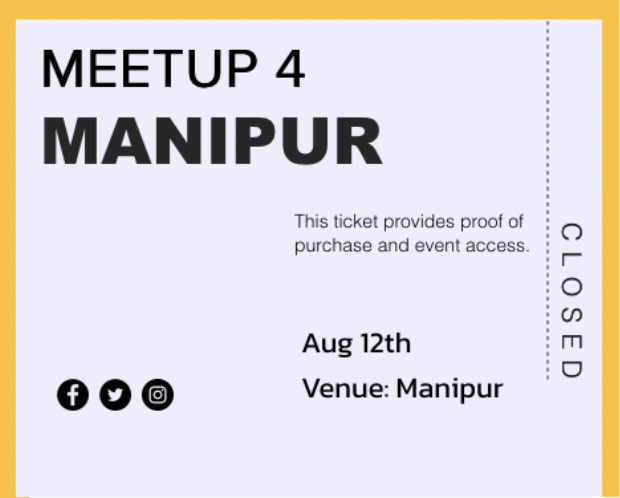 MEETUP 4
MANIPUR
This ticket provides proof of
purchase and event access.
CLOSED
Aug 12th
Venue: Manipur